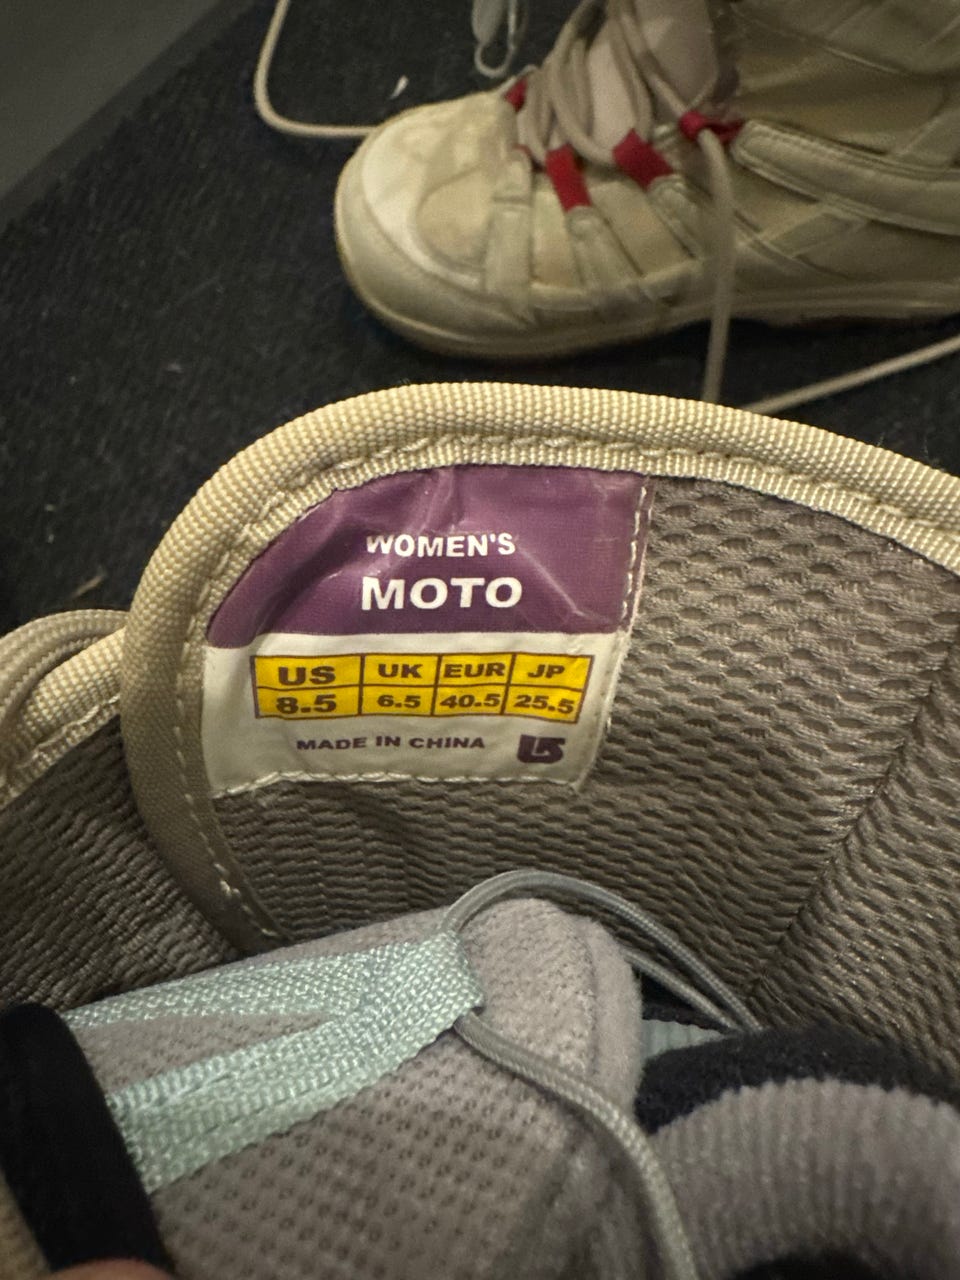 WOMEN'S
MOTO
US UK EUR JP
8.5 6.5 40.5 25.5
MADE IN CHINA